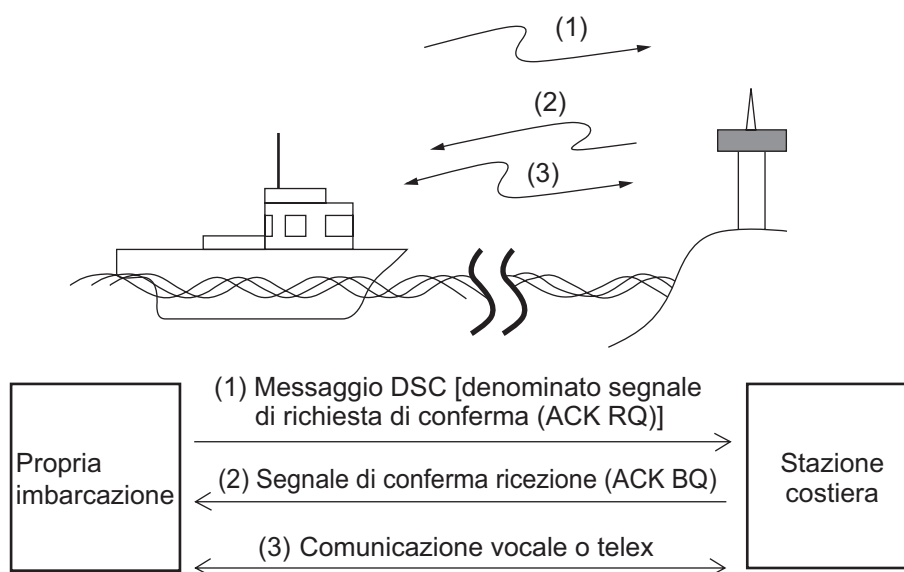 (1)
(2)
(3)
(1) Messaggio DSC [denominato segnale
di richiesta di conferma (ACK RQ)]
Propria
imbarcazione
(2) Segnale di conferma ricezione (ACK BQ)
Stazione
costiera
(3) Comunicazione vocale o telex